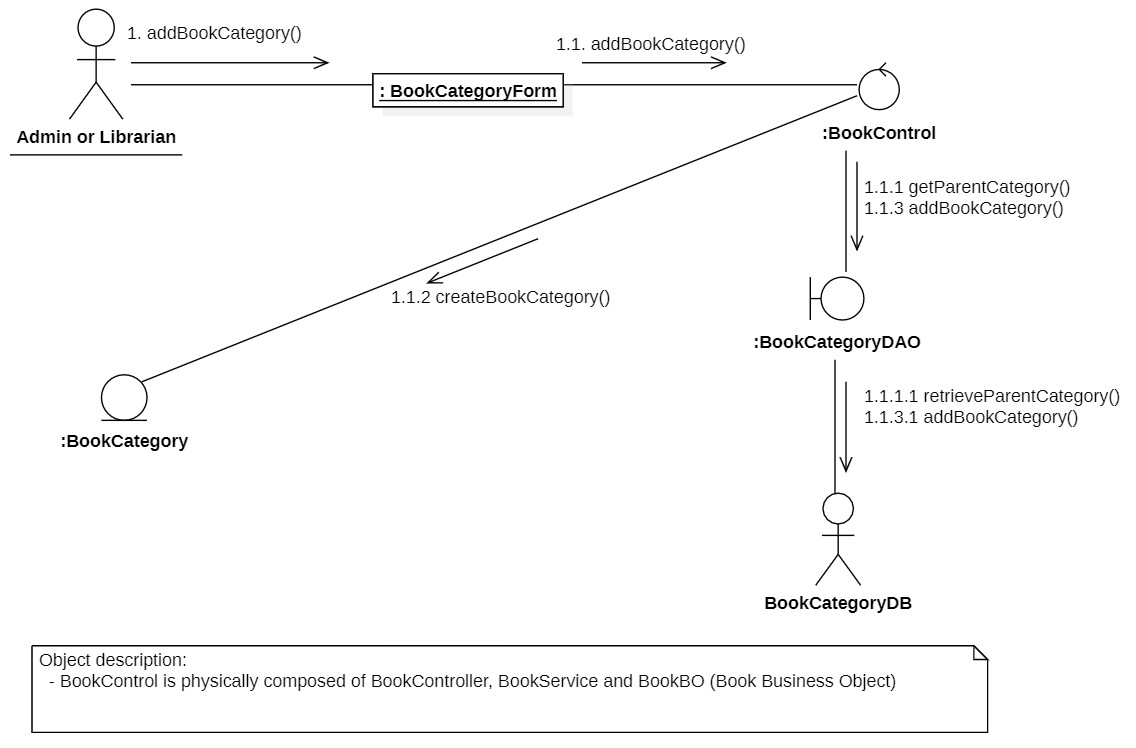 1. addBookCategory()
1.1. addBookCategory()
: BookCategoryForm
Admin or Librarian
:BookControl
1.1.1 getParentCategory()
1.1.3 addBookCategory()
1.1.2 createBookCategory()
:BookCategoryDAO
1.1.1.1 retrieveParentCategory()
1.1.3.1 addBookCategory()
:BookCategory
BookCategoryDB
Object description:
- BookControl is physically composed of BookController, BookService and BookBO (Book Business Object)